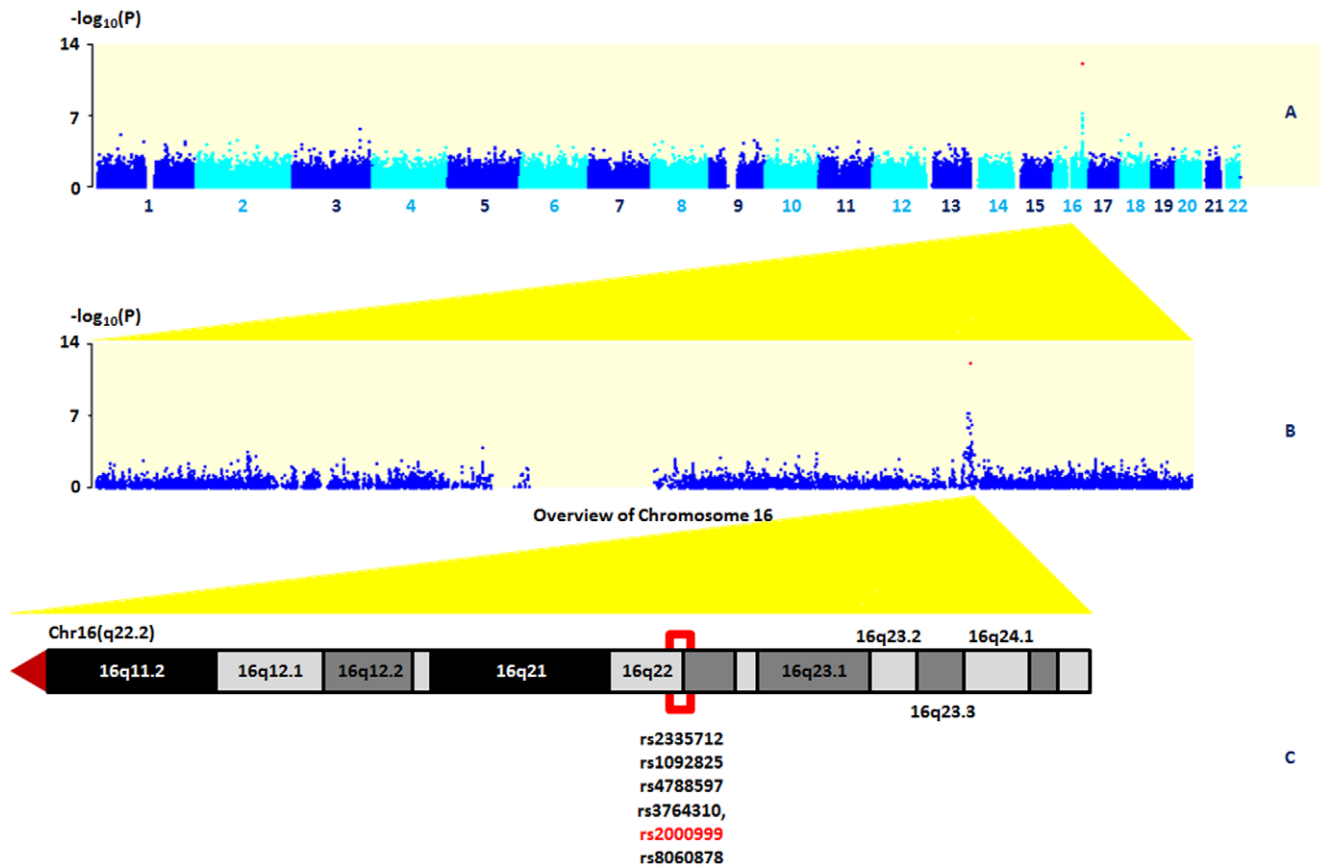 -log10(P)
14
7
0
A
1 2 3 4 5 6 7 8 9 10 11 12 13 14 15 16 17 18 19 20 21 22
-log10(P)
14
7
0
B
Overview of Chromosome 16
Chr16(q22.2)
16q23.2 16q24.1
16q11.2 16q12.1 16q12.2 16q21 16q22 16q23.1
16q23.3
rs2335712
rs1092825
C
rs4788597
rs3764310,
rs2000999
rs8060878